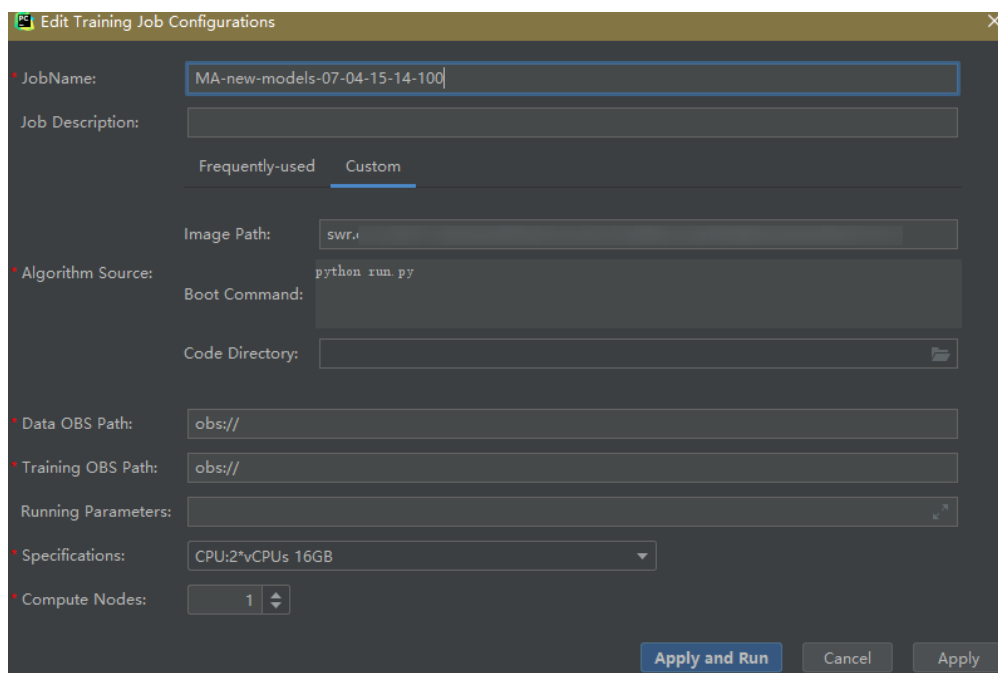 PC Edit Training Job Configurations
* JobName: MA-new-models-07-04-15-14-100
Job Description:
Frequently-used Custom
Image Path: swr.
* Algorithm Source:
python run.py
Boot Command:
Code Directory:
* Data OBS Path: obs://
* Training OBS Path: obs://
Running Parameters:
* Specifications: CPU:2*vCPUs 16GB
* Compute Nodes: 1
Apply and Run Cancel Apply